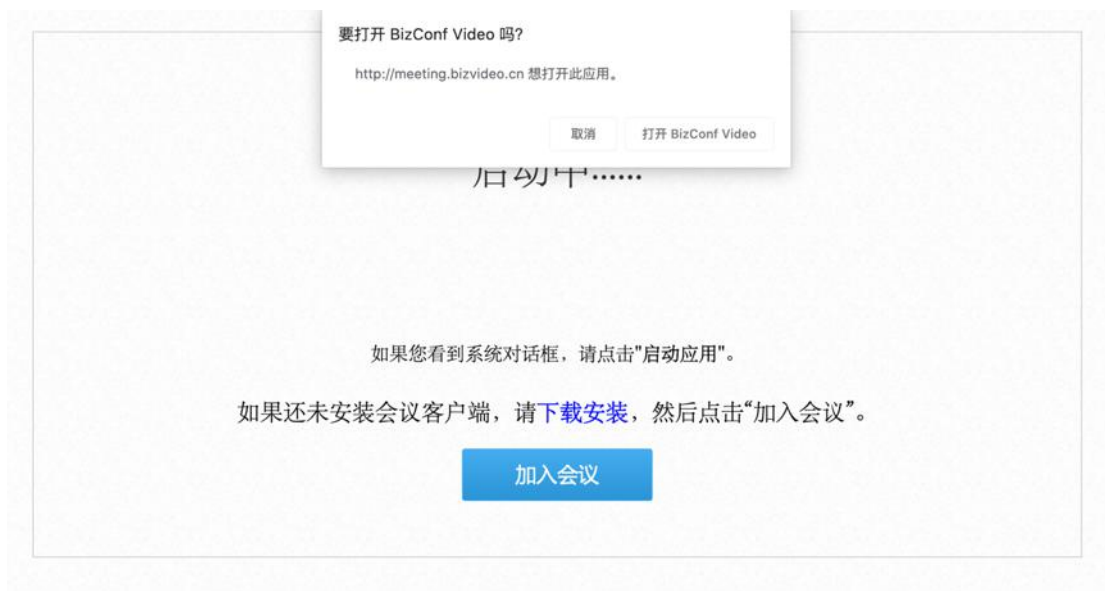 要打开 BizConf Video 吗?
http://meeting.bizvideo.cn 想打开此应用。
取消 打开 BizConf Video
启动中......
如果您看到系统对话框，请点击"启动应用"。
如果还未安装会议客户端，请下载安装，然后点击“加入会议”。
加入会议